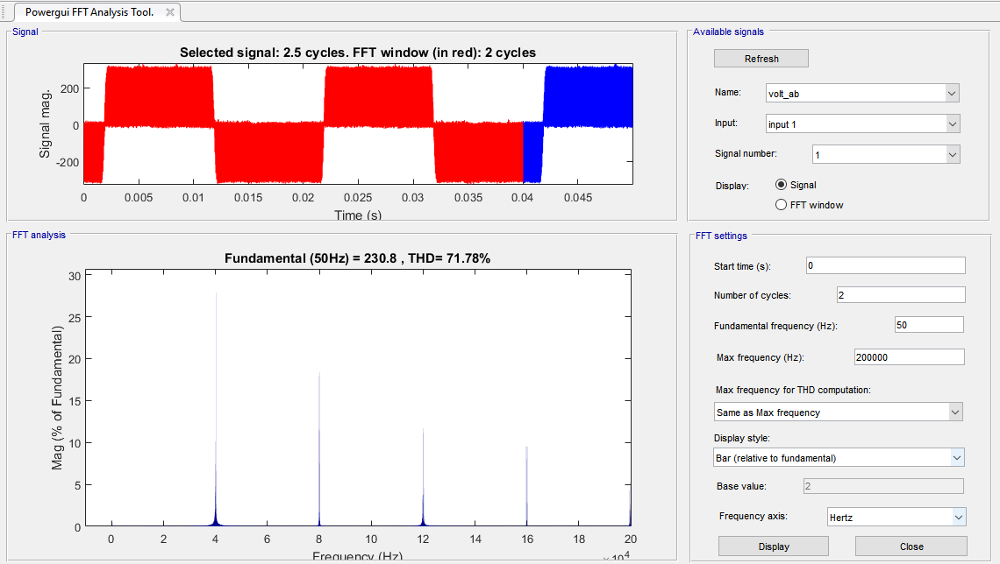 Powergui FFT Analysis Tool.
Signal
Selected signal: 2.5 cycles. FFT window (in red): 2 cycles
Signal mag.
200
0
-200
0 0.005 0.01 0.015 0.02 0.025 0.03 0.035 0.04 0.045
Time (s)
FFT analysis
Fundamental (50Hz) = 230.8 , THD= 71.78%
Mag (% of Fundamental)
30
25
20
15
10
5
0
0 2 4 6 8 10 12 14 16 18 20
Frequency (Hz)
×10^4
Available signals
Refresh
Name: volt_ab
Input: input 1
Signal number: 1
Display: Signal
FFT window
FFT settings
Start time (s): 0
Number of cycles: 2
Fundamental frequency (Hz): 50
Max frequency (Hz): 200000
Max frequency for THD computation:
Same as Max frequency
Display style:
Bar (relative to fundamental)
Base value: 2
Frequency axis: Hertz
Display Close